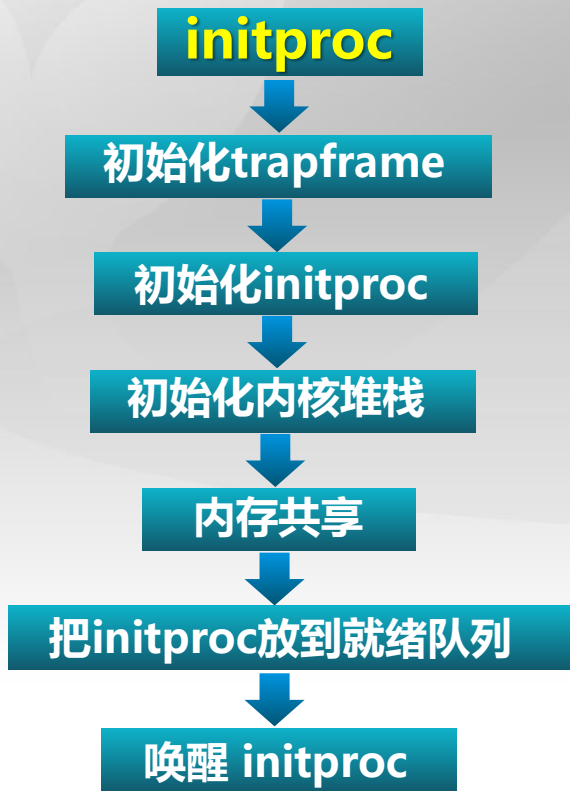 initproc
初始化trapframe
初始化initproc
初始化内核堆栈
内存共享
把initproc放到就绪队列
唤醒 initproc